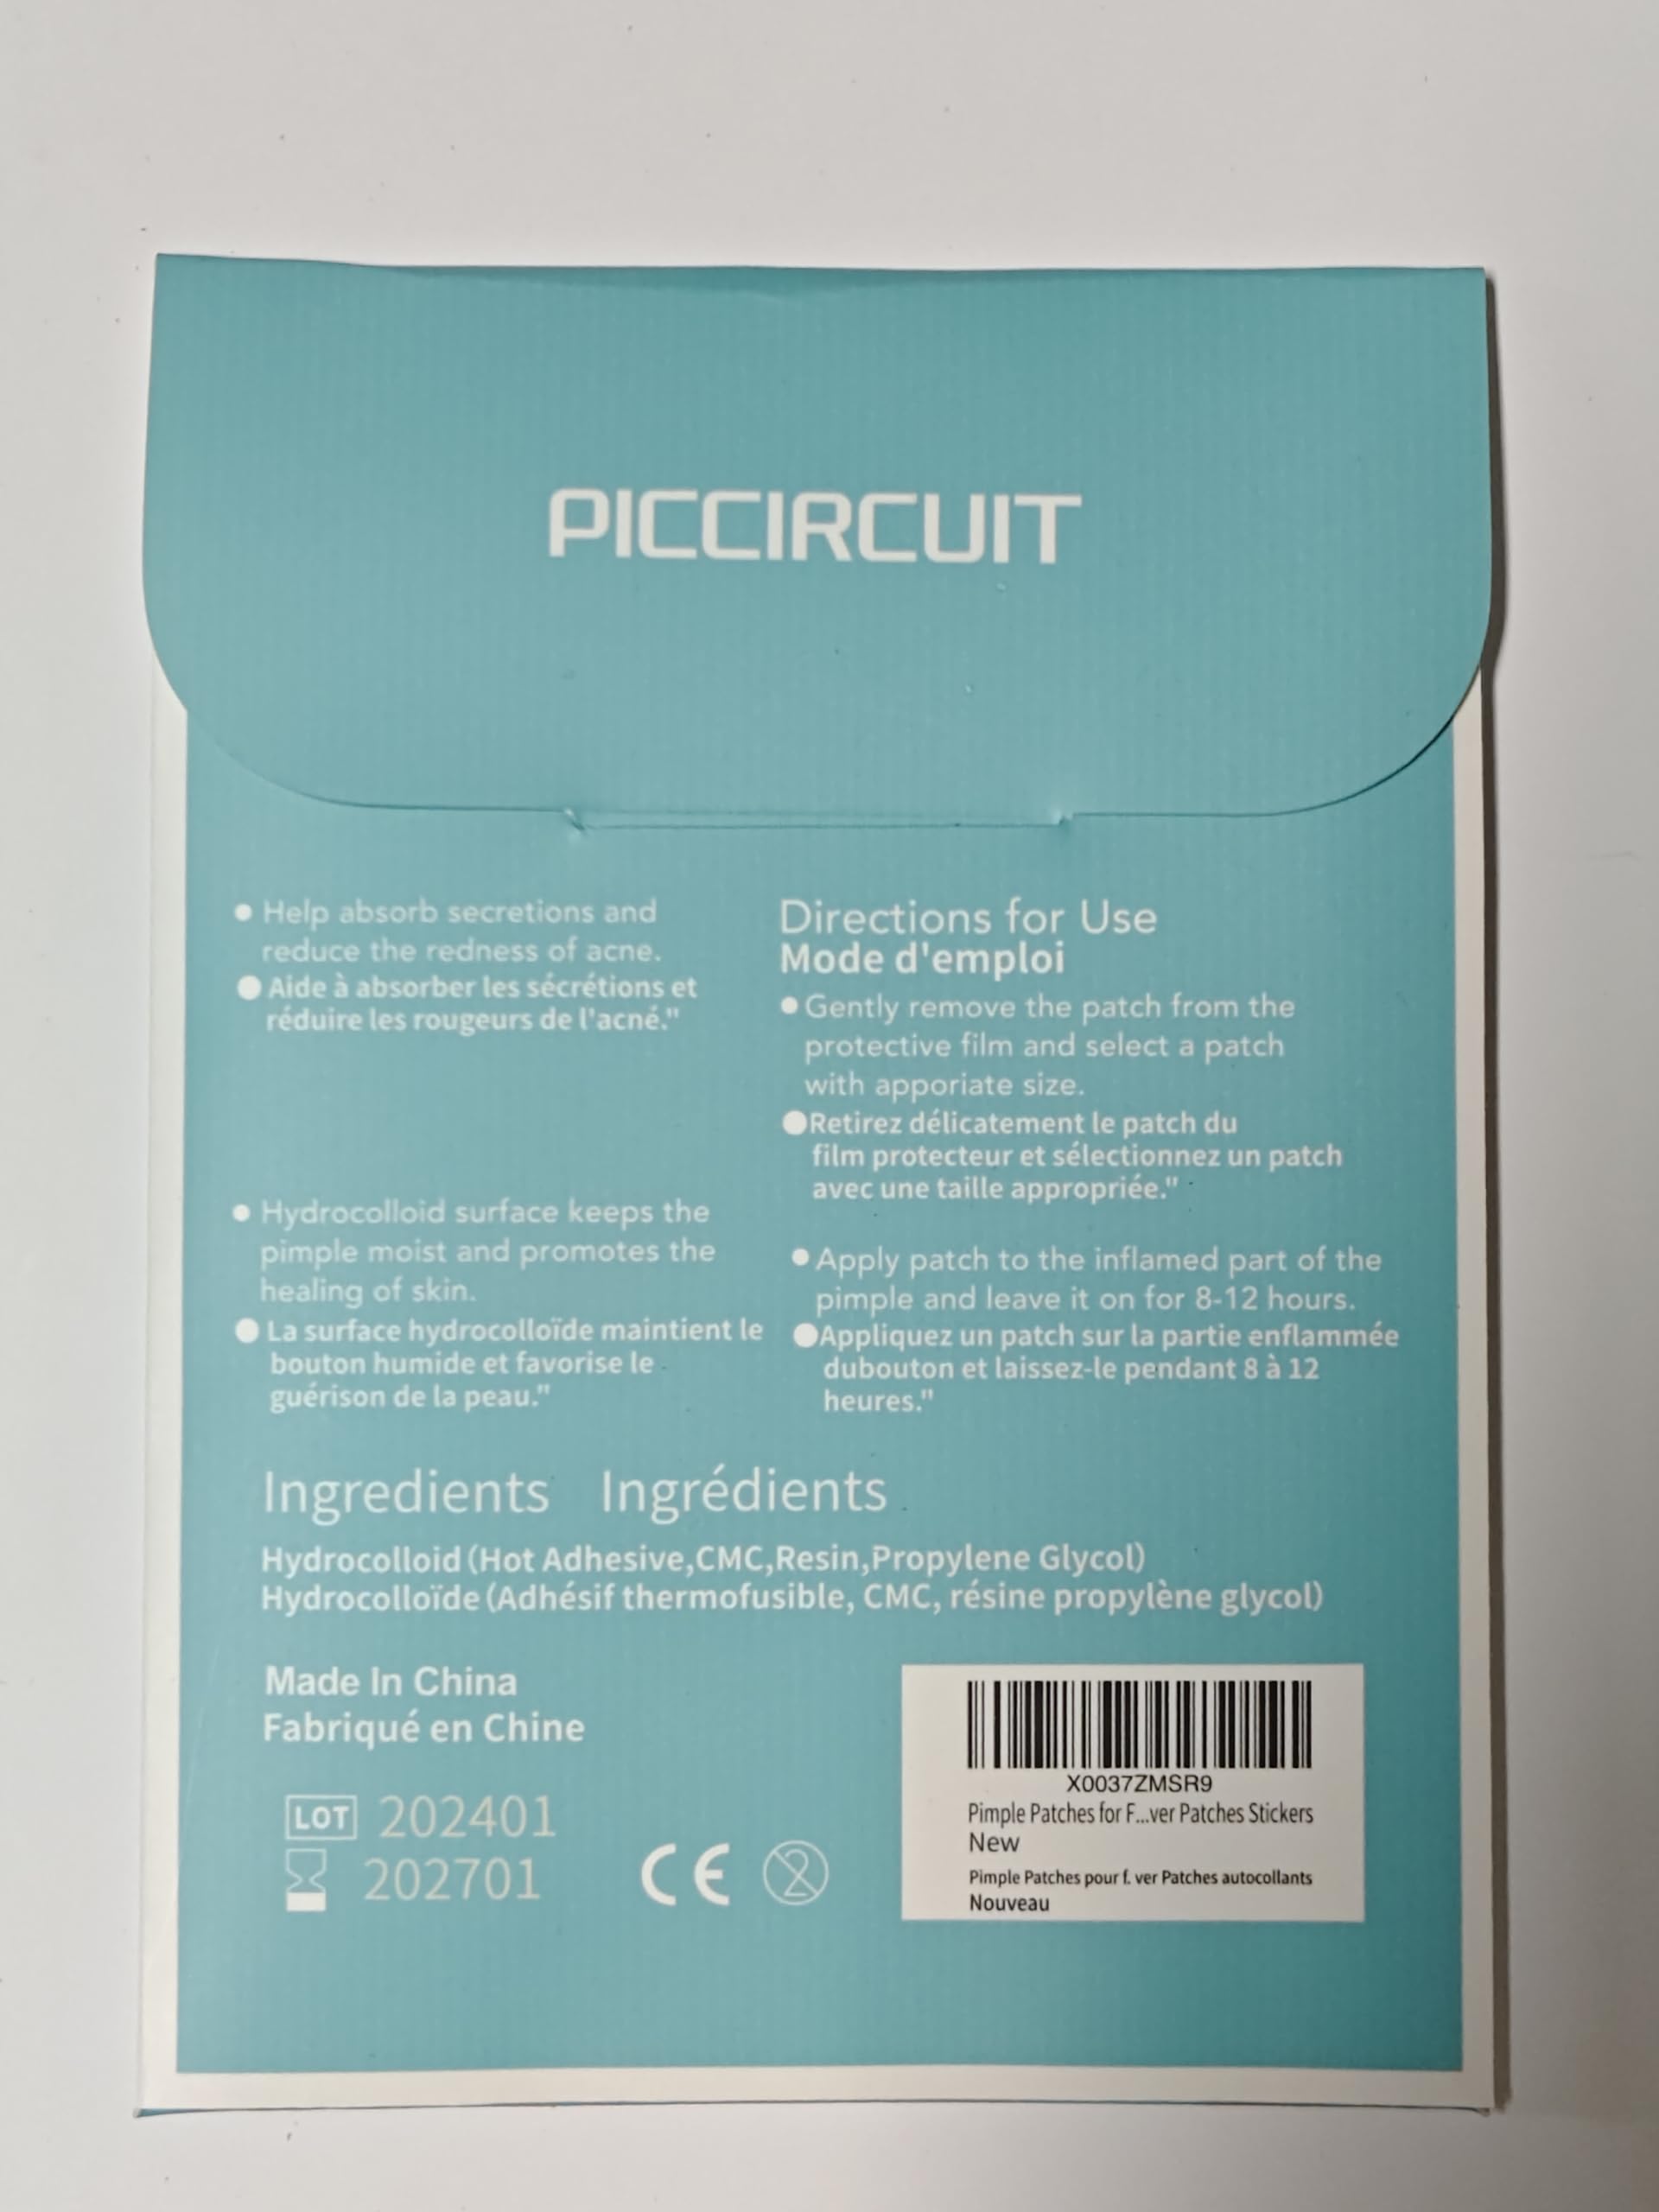 PICCIRCUIT
● Help absorb secretions and
reduce the redness of acne.
● Aide à absorber les sécrétions et
réduire les rougeurs de l'acné."
● Hydrocolloid surface keeps the
pimple moist and promotes the
healing of skin.
● La surface hydrocolloïde maintient le
bouton humide et favorise le
guérison de la peau."
Directions for Use
Mode d'emploi
● Gently remove the patch from the
protective film and select a patch
with apporiate size.
●Retirez délicatement le patch du
film protecteur et sélectionnez un patch
avec une taille appropriée."
● Apply patch to the inflamed part of the
pimple and leave it on for 8-12 hours.
●Appliquez un patch sur la partie enflammée
dubouton et laissez-le pendant 8 à 12
heures."
Ingredients Ingrédients
Hydrocolloid (Hot Adhesive,CMC,Resin,Propylene Glycol)
Hydrocolloïde (Adhésif thermofusible, CMC, résine propylène glycol)
Made In China
Fabriqué en Chine
LOT 202401
202701
CE 2
X0037ZMSR9
Pimple Patches for F...ver Patches Stickers
New
Pimple Patches pour f. ver Patches autocollants
Nouveau